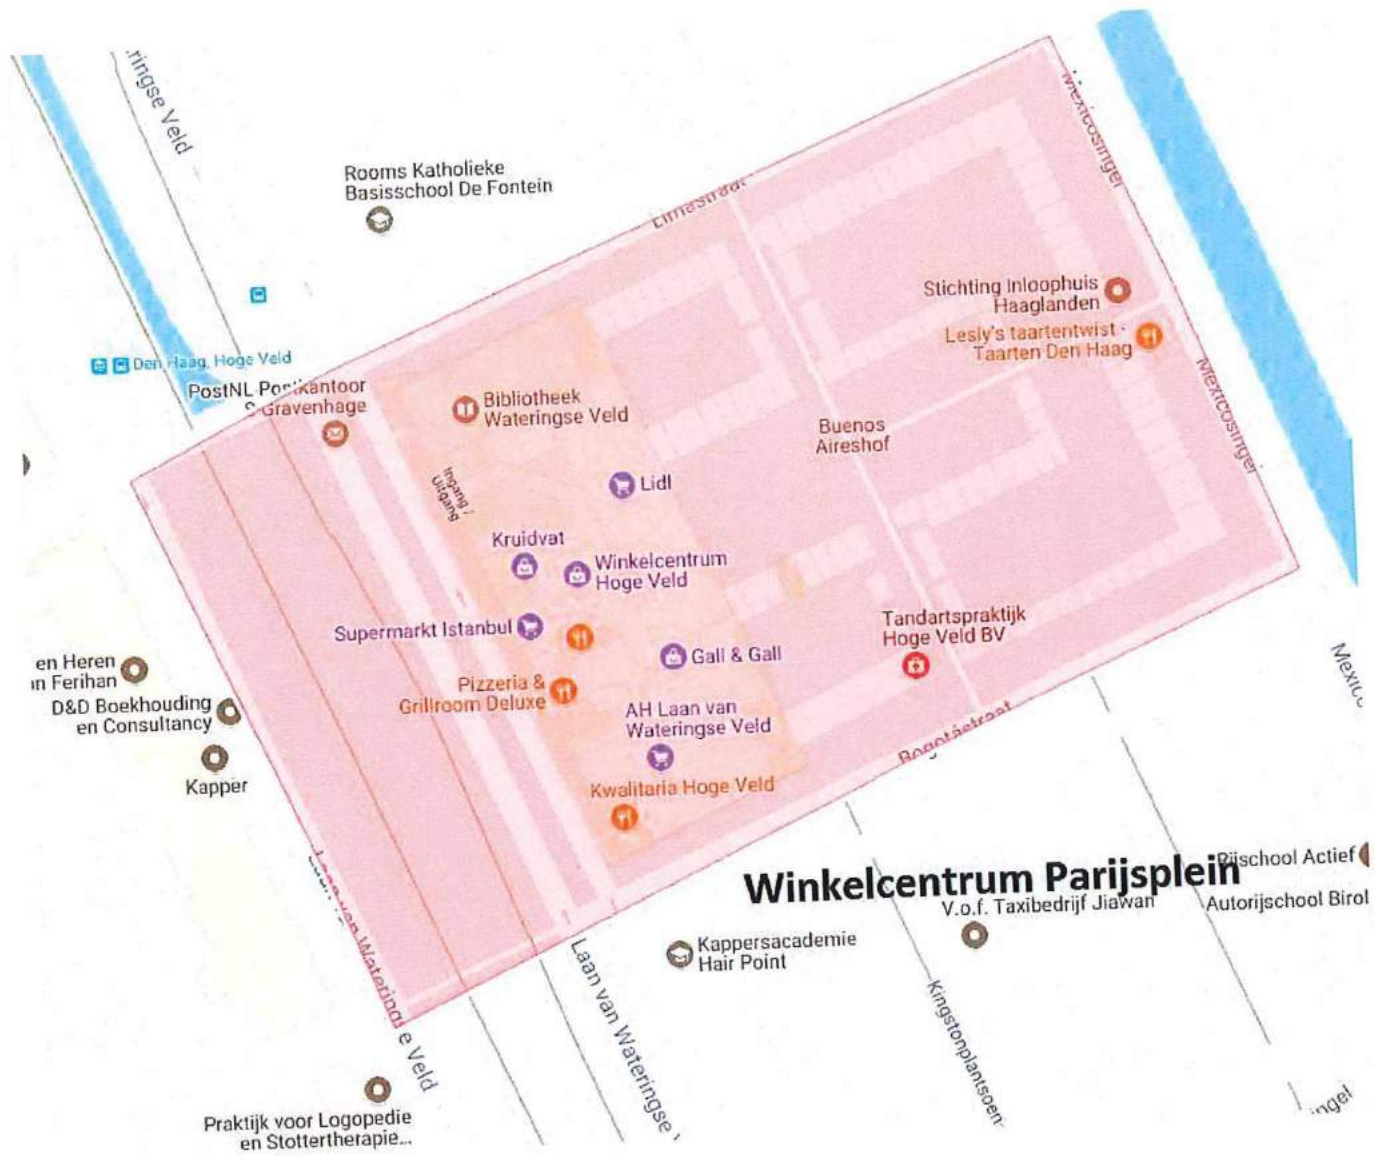 ringse Veld
Rooms Katholieke
Basisschool De Fontein
Limastraat
Mexicosingel
Stichting Inloophuis
Haaglanden
Lesly's taartentwist -
Taarten Den Haag
Den Haag, Hoge Veld
PostNL Postkantoor
Gravenhage
Bibliotheek
Wateringse Veld
Mexicosingel
Buenos
Aireshof
Ingang /
Uitgang
Lidl
Kruidvat
Winkelcentrum
Hoge Veld
Supermarkt Istanbul
Tandartspraktijk
Hoge Veld BV
Gall & Gall
en Heren
n Ferihan
Pizzeria &
Grillroom Deluxe
D&D Boekhouding
en Consultancy
AH Laan van
Wateringse Veld
Bogotástraat
Kapper
Kwalitaria Hoge Veld
Winkelcentrum Parijsplein
Rijschool Actief
V.o.f. Taxibedrijf Jiawan
Autorijschool Birol
Laan van Wateringse Veld
Kappersacademie
Hair Point
Laan van Wateringse
Kingstonplantsoen
Praktijk voor Logopedie
en Stottertherapie...
ingel